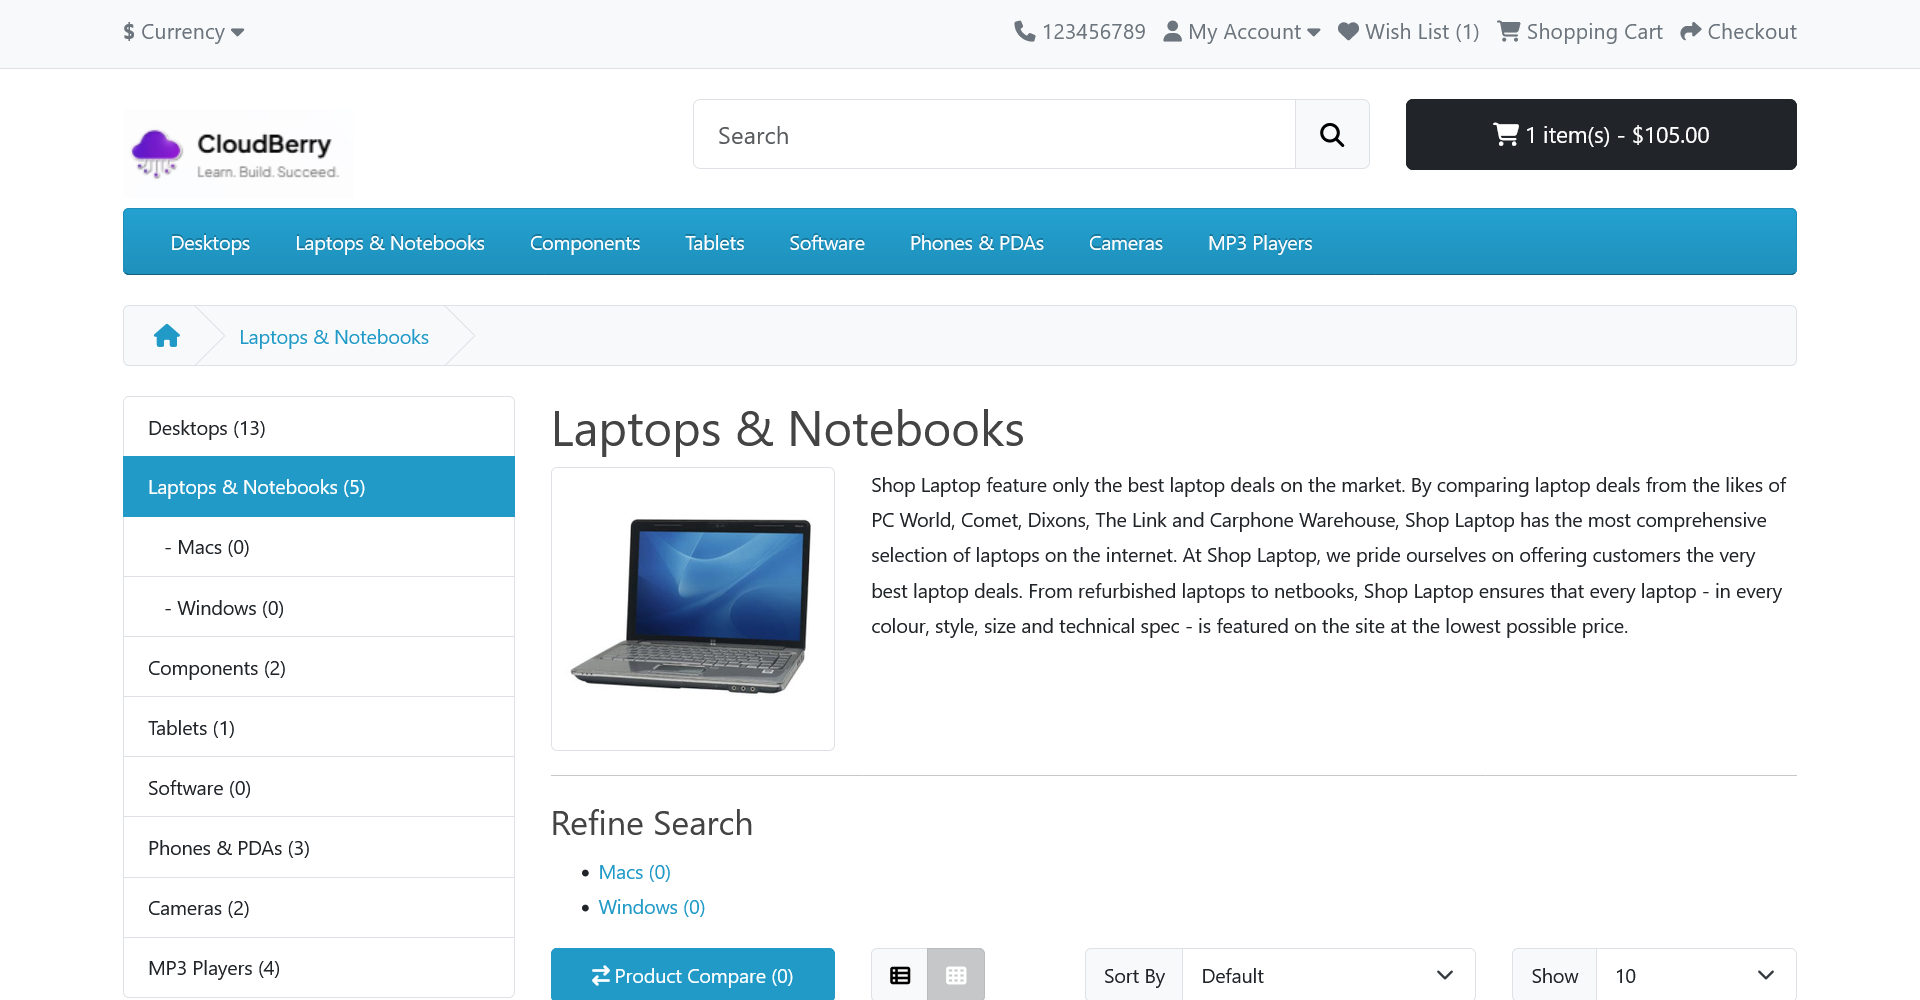 $ Currency
123456789 My Account Wish List (1) Shopping Cart Checkout
CloudBerry
Learn. Build. Succeed.
Search
1 item(s) - $105.00
Desktops Laptops & Notebooks Components Tablets Software Phones & PDAs Cameras MP3 Players
Laptops & Notebooks
Desktops (13)
Laptops & Notebooks (5)
- Macs (0)
- Windows (0)
Components (2)
Tablets (1)
Software (0)
Phones & PDAs (3)
Cameras (2)
MP3 Players (4)
Laptops & Notebooks
Shop Laptop feature only the best laptop deals on the market. By comparing laptop deals from the likes of
PC World, Comet, Dixons, The Link and Carphone Warehouse, Shop Laptop has the most comprehensive
selection of laptops on the internet. At Shop Laptop, we pride ourselves on offering customers the very
best laptop deals. From refurbished laptops to netbooks, Shop Laptop ensures that every laptop - in every
colour, style, size and technical spec - is featured on the site at the lowest possible price.
Refine Search
Macs (0)
Windows (0)
Product Compare (0)
Sort By Default
Show 10